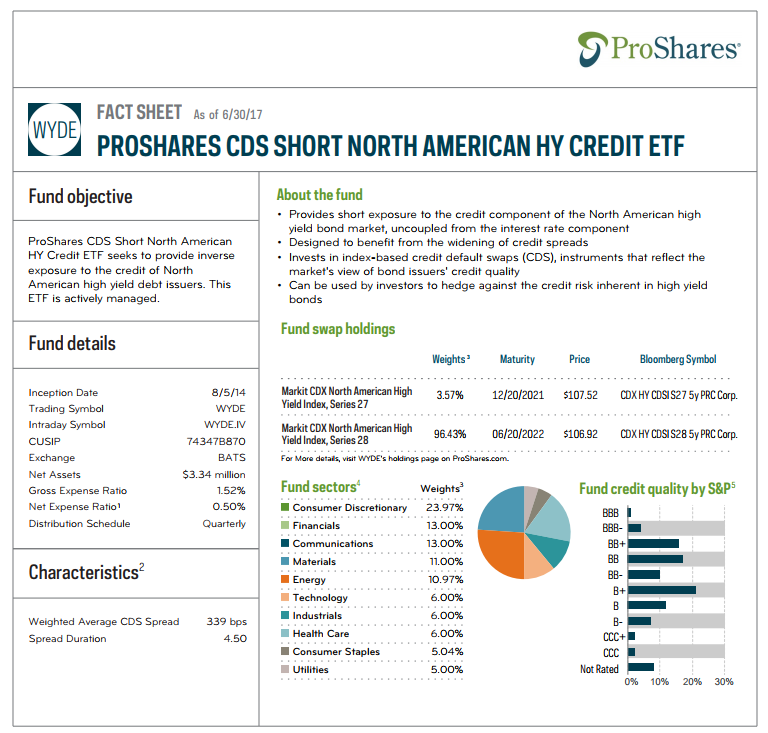 ProShares®
WYDE
FACT SHEET As of 6/30/17
PROSHARES CDS SHORT NORTH AMERICAN HY CREDIT ETF
Fund objective
ProShares CDS Short North American
HY Credit ETF seeks to provide inverse
exposure to the credit of North
American high yield debt issuers. This
ETF is actively managed.
Fund details
Inception Date 8/5/14
Trading Symbol WYDE
Intraday Symbol WYDE.IV
CUSIP 74347B870
Exchange BATS
Net Assets $3.34 million
Gross Expense Ratio 1.52%
Net Expense Ratio¹ 0.50%
Distribution Schedule Quarterly
Characteristics²
Weighted Average CDS Spread 339 bps
Spread Duration 4.50
About the fund
• Provides short exposure to the credit component of the North American high
yield bond market, uncoupled from the interest rate component
• Designed to benefit from the widening of credit spreads
• Invests in index-based credit default swaps (CDS), instruments that reflect the
market's view of bond issuers' credit quality
• Can be used by investors to hedge against the credit risk inherent in high yield
bonds
Fund swap holdings
Weights³ Maturity Price Bloomberg Symbol
Markit CDX North American High
Yield Index, Series 27 3.57% 12/20/2021 $107.52 CDX HY CDSI S27 5y PRC Corp.
Markit CDX North American High
Yield Index, Series 28 96.43% 06/20/2022 $106.92 CDX HY CDSI S28 5y PRC Corp.
For More details, visit WYDE's holdings page on ProShares.com.
Fund sectors⁴ Weights³
Consumer Discretionary 23.97%
Financials 13.00%
Communications 13.00%
Materials 11.00%
Energy 10.97%
Technology 6.00%
Industrials 6.00%
Health Care 6.00%
Consumer Staples 5.04%
Utilities 5.00%
Fund credit quality by S&P⁵
BBB
BBB-
BB+
BB
BB-
B+
B
B-
CCC+
CCC
Not Rated
0% 10% 20% 30%